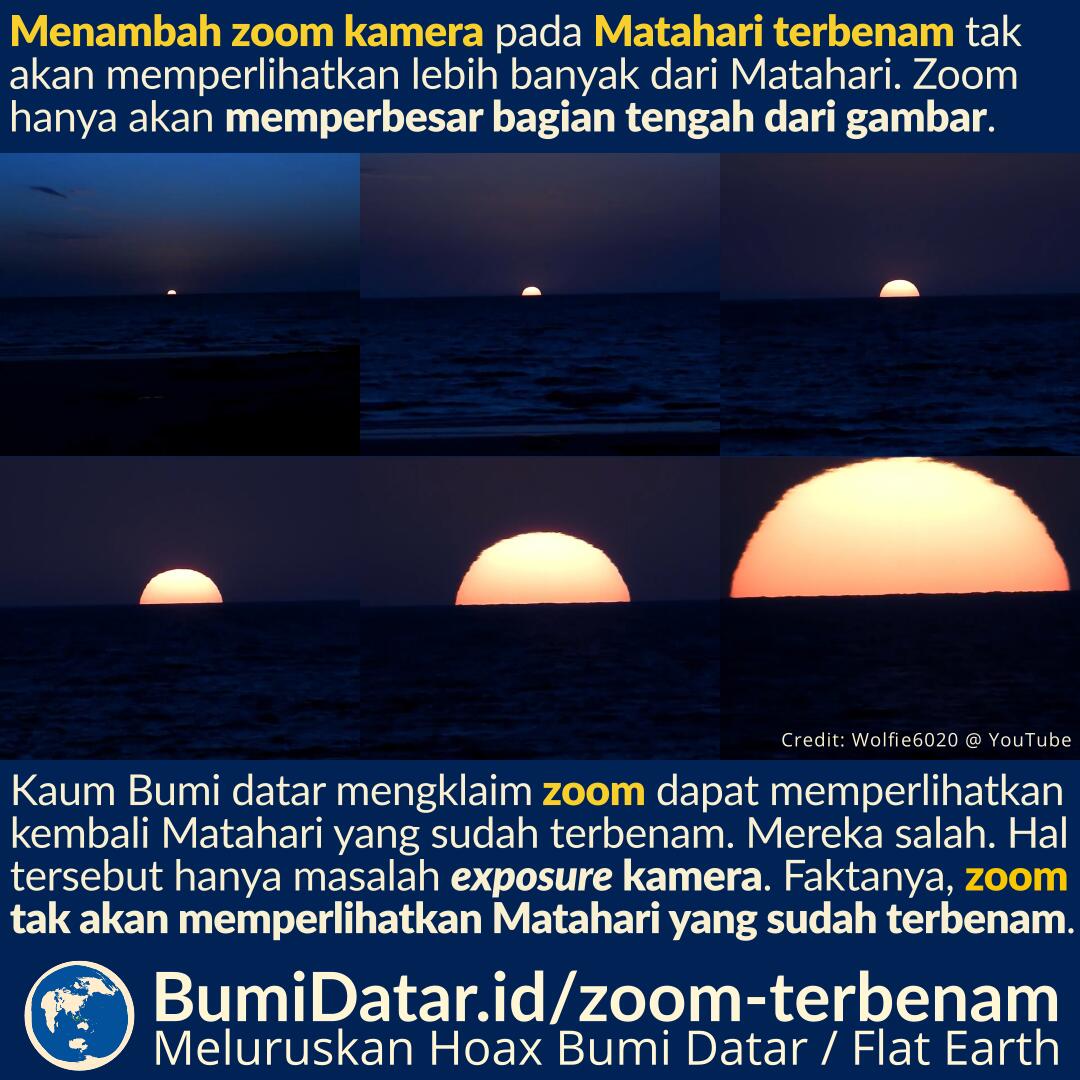 Menambah zoom kamera pada Matahari terbenam tak
akan memperlihatkan lebih banyak dari Matahari. Zoom
hanya akan memperbesar bagian tengah dari gambar.
Credit: Wolfie6020 @ YouTube
Kaum Bumi datar mengklaim zoom dapat memperlihatkan
kembali Matahari yang sudah terbenam. Mereka salah. Hal
tersebut hanya masalah exposure kamera. Faktanya, zoom
tak akan memperlihatkan Matahari yang sudah terbenam.
BumiDatar.id/zoom-terbenam
Meluruskan Hoax Bumi Datar / Flat Earth